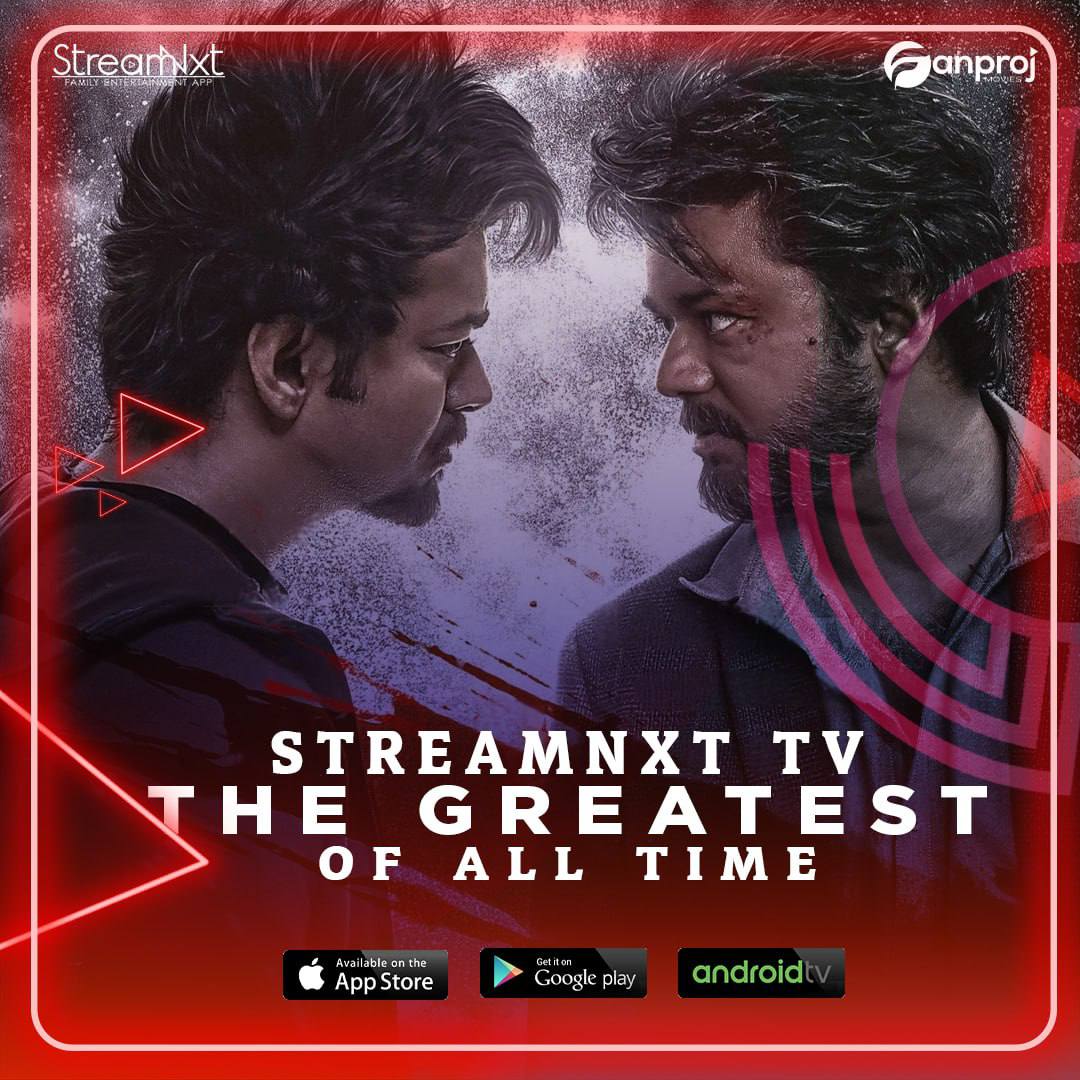 StreamNxt
FAMILY ENTERTAINMENT APP
Fanproj
MOVIES
STREAMNXT TV
THE GREATEST
OF ALL TIME
Available on the
App Store
Get it on
Google play
androidtv